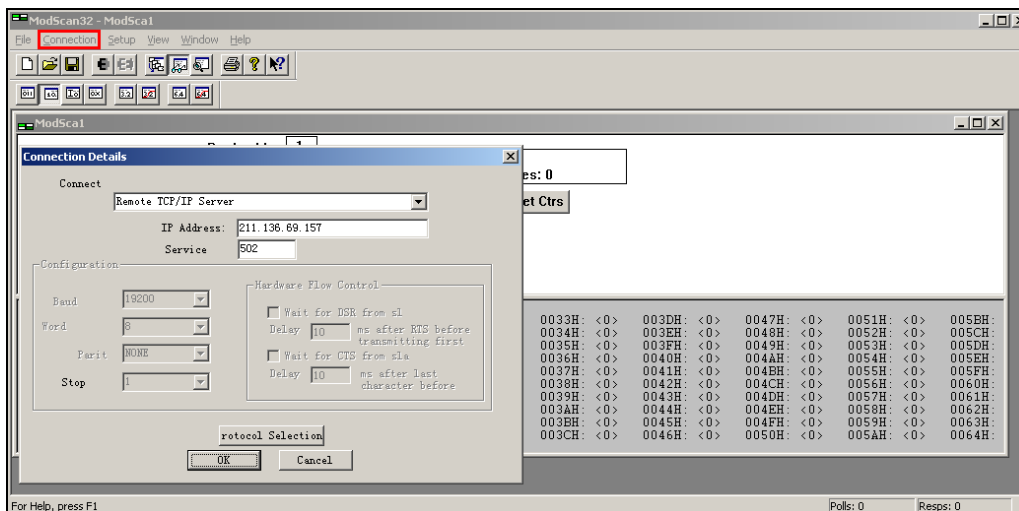 ModScan32 - ModSca1
File Connection Setup View Window Help
ModSca1
Connection Details
es: 0
et Ctrs
Connect
Remote TCP/IP Server
IP Address: 211.136.69.157
Service 502
Configuration
Baud 19200
Word 8
Parit NONE
Stop 1
Hardware Flow Control
Wait for DSR from sl
Delay 10 ms after RTS before
transmitting first
Wait for CTS from sla
Delay 10 ms after last
character before
rotocol Selection
OK Cancel
0033H: <0> 003DH: <0> 0047H: <0> 0051H: <0> 005BH:
0034H: <0> 003EH: <0> 0048H: <0> 0052H: <0> 005CH:
0035H: <0> 003FH: <0> 0049H: <0> 0053H: <0> 005DH:
0036H: <0> 0040H: <0> 004AH: <0> 0054H: <0> 005EH:
0037H: <0> 0041H: <0> 004BH: <0> 0055H: <0> 005FH:
0038H: <0> 0042H: <0> 004CH: <0> 0056H: <0> 0060H:
0039H: <0> 0043H: <0> 004DH: <0> 0057H: <0> 0061H:
003AH: <0> 0044H: <0> 004EH: <0> 0058H: <0> 0062H:
003BH: <0> 0045H: <0> 004FH: <0> 0059H: <0> 0063H:
003CH: <0> 0046H: <0> 0050H: <0> 005AH: <0> 0064H:
For Help, press F1
Polls: 0 Resps: 0